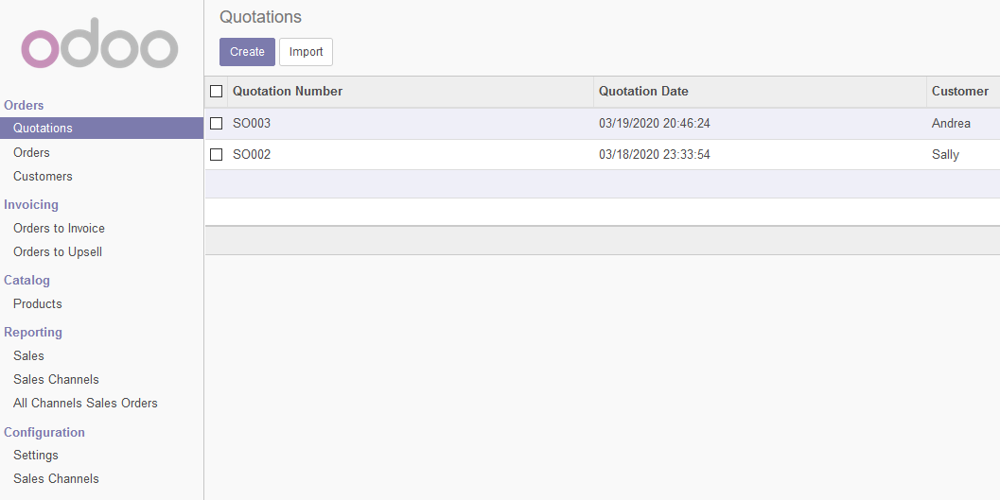 odoo
Orders
Quotations
Orders
Customers
Invoicing
Orders to Invoice
Orders to Upsell
Catalog
Products
Reporting
Sales
Sales Channels
All Channels Sales Orders
Configuration
Settings
Sales Channels
Quotations
Create Import
Quotation Number Quotation Date Customer
SO003 03/19/2020 20:46:24 Andrea
SO002 03/18/2020 23:33:54 Sally